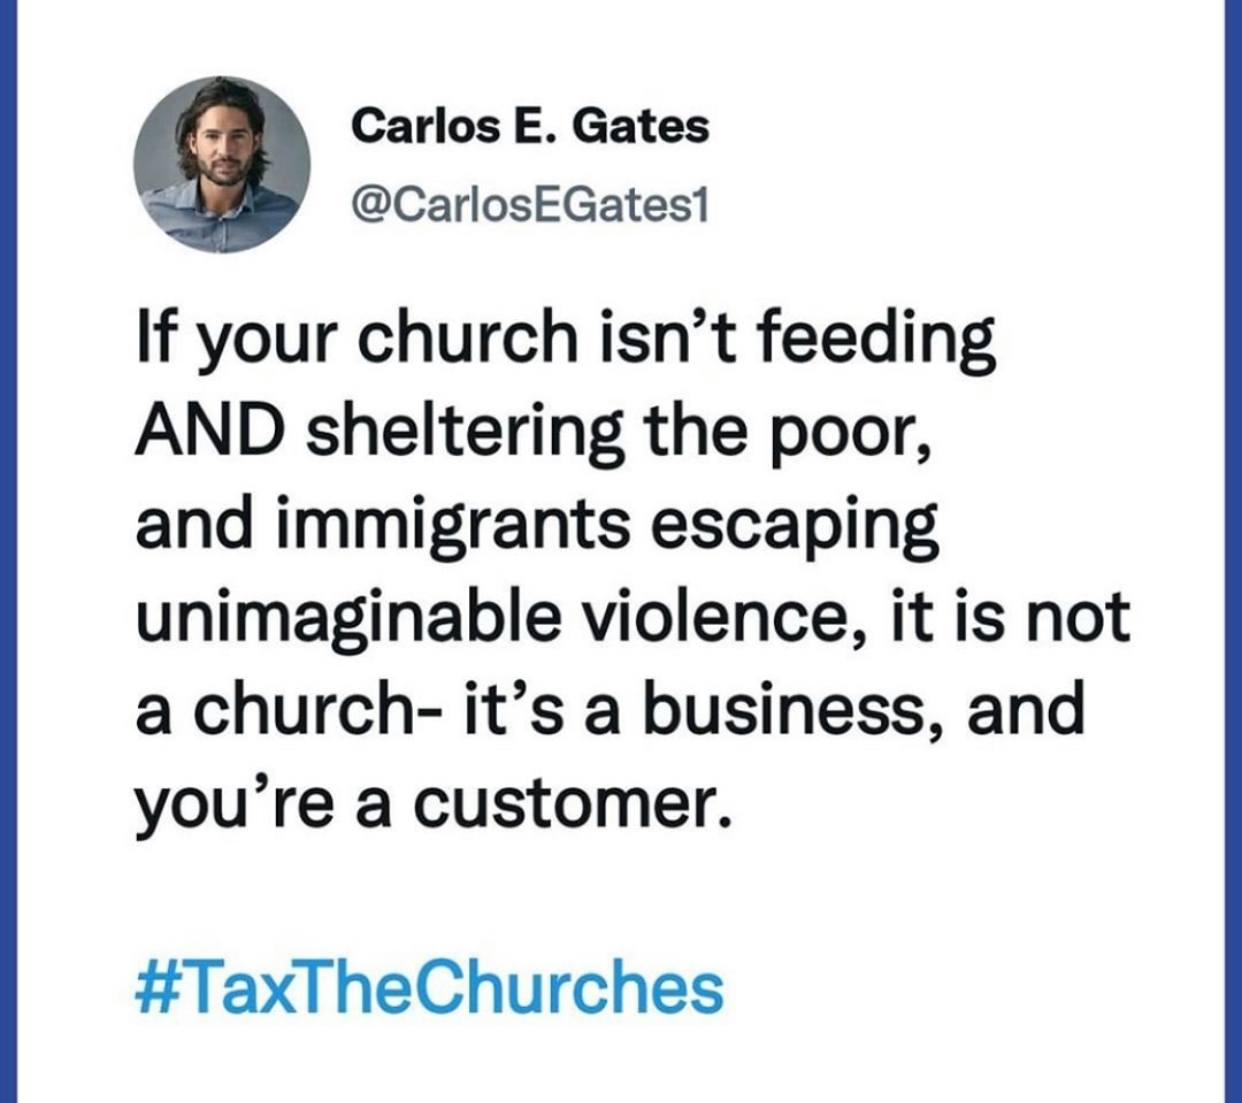 Carlos E. Gates
@CarlosEGates1
If your church isn’t feeding
AND sheltering the poor,
and immigrants escaping
unimaginable violence, it is not
a church- it’s a business, and
you’re a customer.
#TaxTheChurches